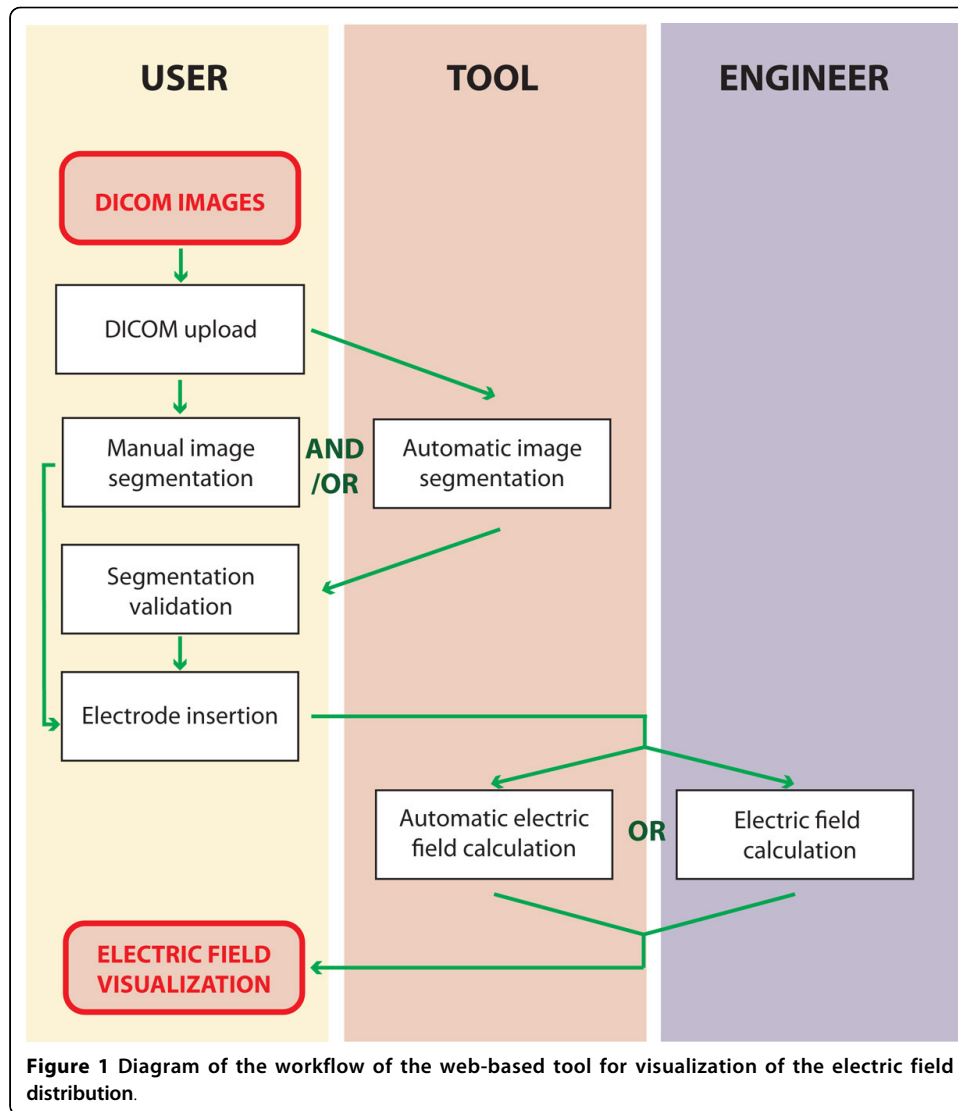 USER
TOOL
ENGINEER
DICOM IMAGES
DICOM upload
Manual image
segmentation
AND
/OR
Automatic image
segmentation
Segmentation
validation
Electrode insertion
Automatic electric
field calculation
OR
Electric field
calculation
ELECTRIC FIELD
VISUALIZATION
Figure 1 Diagram of the workflow of the web-based tool for visualization of the electric field
distribution.